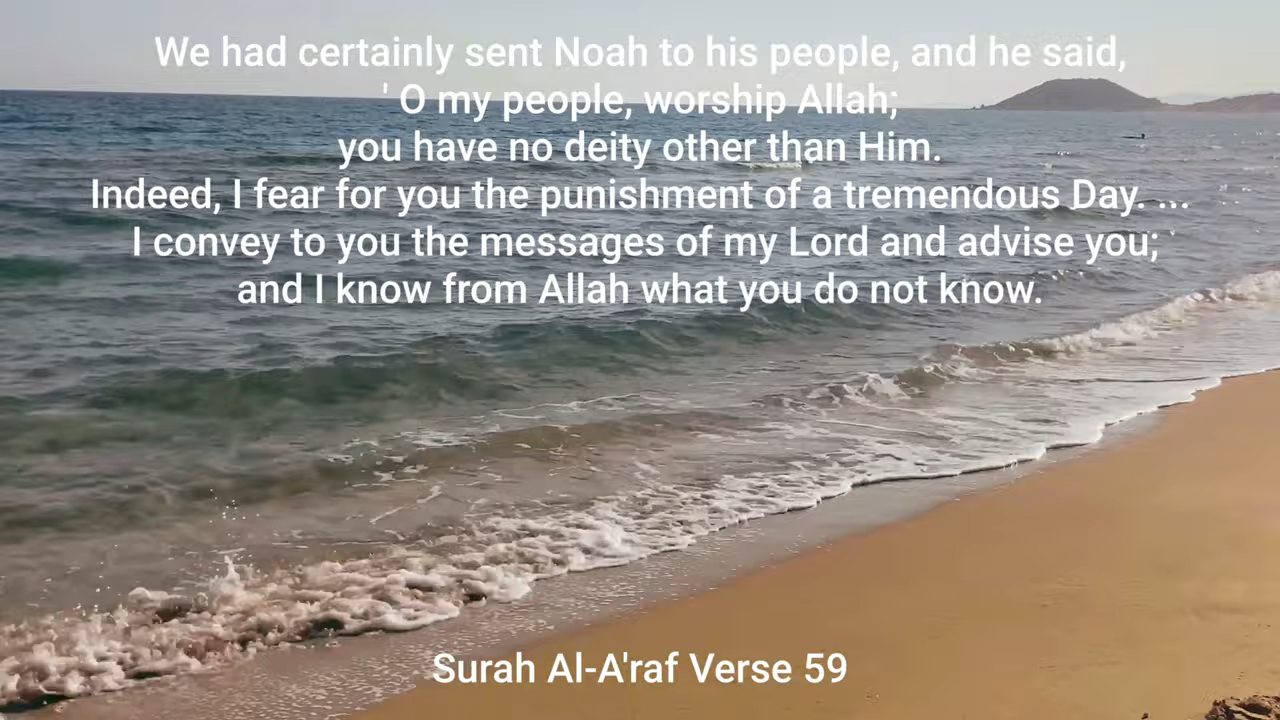 We had certainly sent Noah to his people, and he said,
' O my people, worship Allah;
you have no deity other than Him.
Indeed, I fear for you the punishment of a tremendous Day. ...
I convey to you the messages of my Lord and advise you;
and I know from Allah what you do not know.
Surah Al-A'raf Verse 59